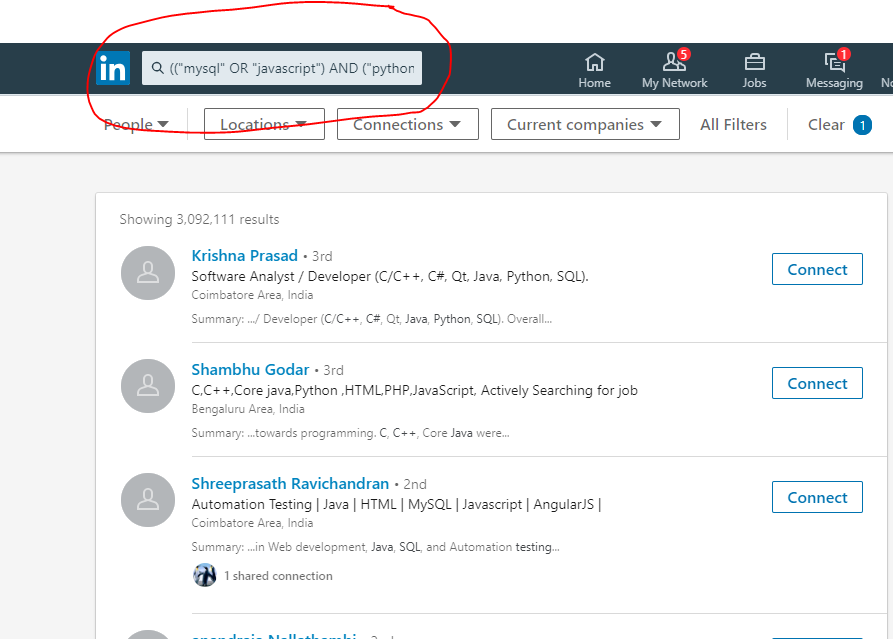 in (("mysql" OR "javascript") AND ("python
5
1
Home My Network Jobs Messaging
People Locations Connections Current companies All Filters Clear 1
Showing 3,092,111 results
Krishna Prasad • 3rd
Software Analyst / Developer (C/C++, C#, Qt, Java, Python, SQL).
Coimbatore Area, India
Summary: .../ Developer (C/C++, C#, Qt, Java, Python, SQL). Overall...
Connect
Shambhu Godar • 3rd
C,C++,Core java,Python ,HTML,PHP,JavaScript, Actively Searching for job
Bengaluru Area, India
Summary: ...towards programming. C, C++, Core Java were...
Connect
Shreeprasath Ravichandran • 2nd
Automation Testing | Java | HTML | MySQL | Javascript | AngularJS |
Coimbatore Area, India
Summary: ...in Web development, Java, SQL, and Automation testing...
1 shared connection
Connect